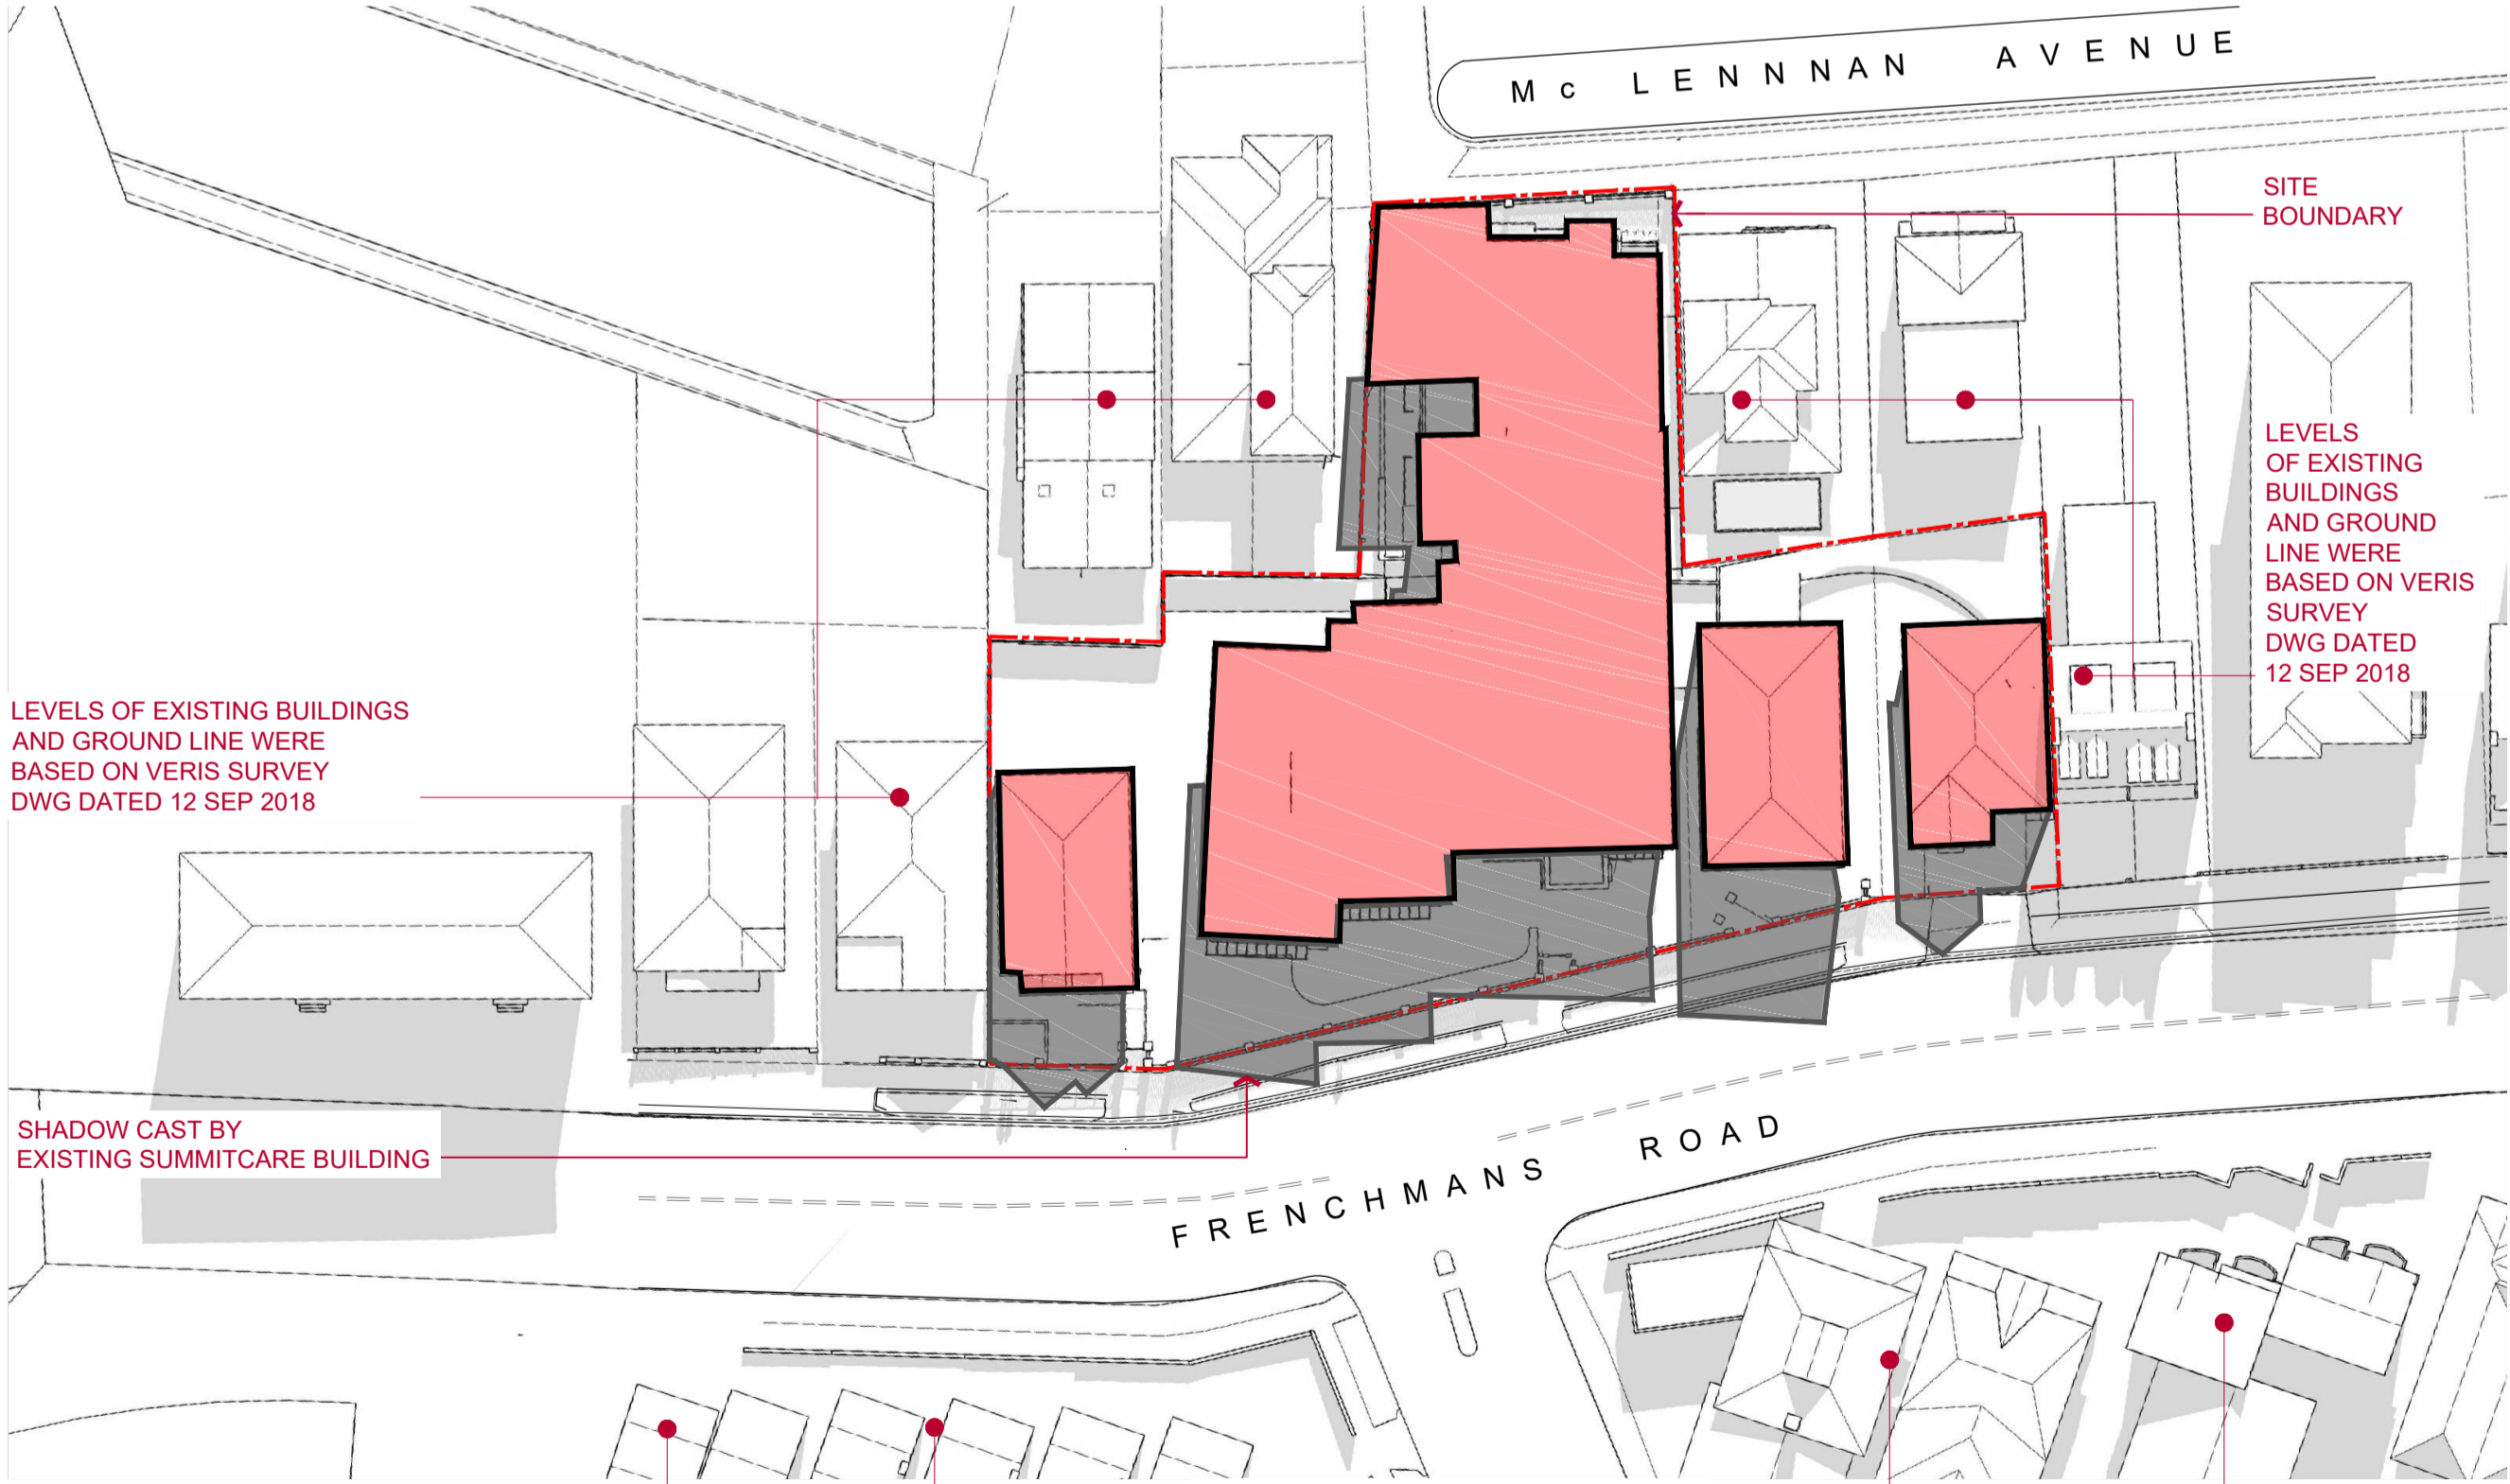 Mc LENNNAN AVENUE
SITE
BOUNDARY
LEVELS
OF EXISTING
BUILDINGS
AND GROUND
LINE WERE
BASED ON VERIS
SURVEY
DWG DATED
12 SEP 2018
LEVELS OF EXISTING BUILDINGS
AND GROUND LINE WERE
BASED ON VERIS SURVEY
DWG DATED 12 SEP 2018
SHADOW CAST BY
EXISTING SUMMITCARE BUILDING
FRENCHMANS ROAD